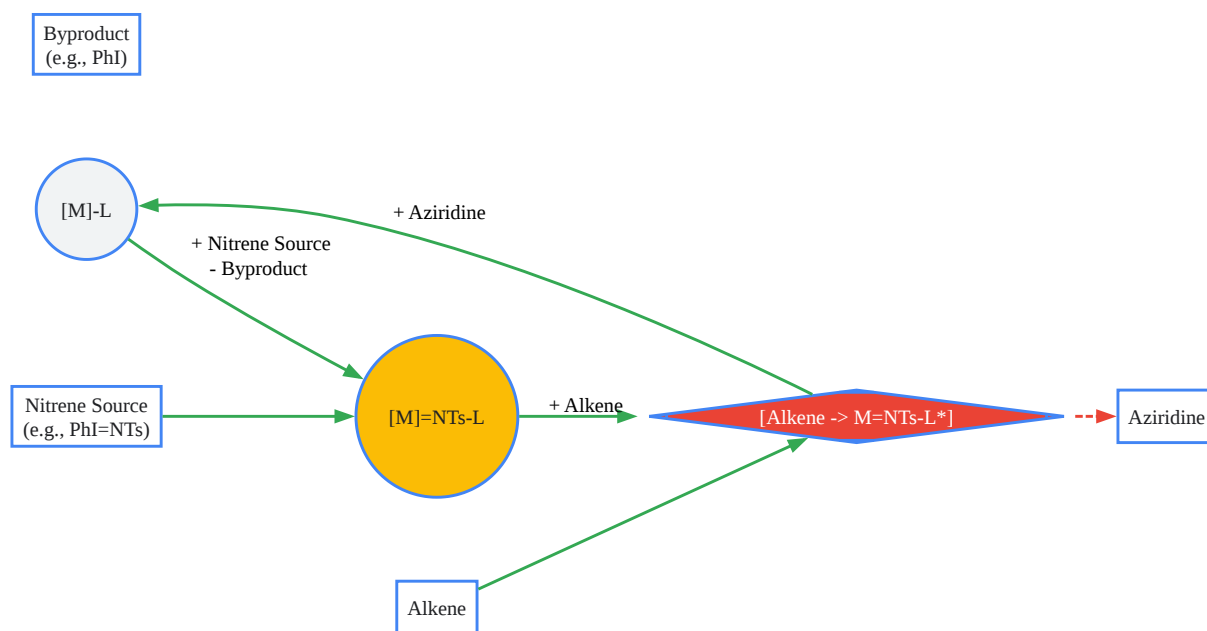 Byproduct
(e.g., PhI)
[M]-L
+ Aziridine
+ Nitrene Source
- Byproduct
Nitrene Source
(e.g., PhI=NTs)
[M]=NTs-L
+ Alkene
[Alkene -> M=NTs-L*]
Aziridine
Alkene